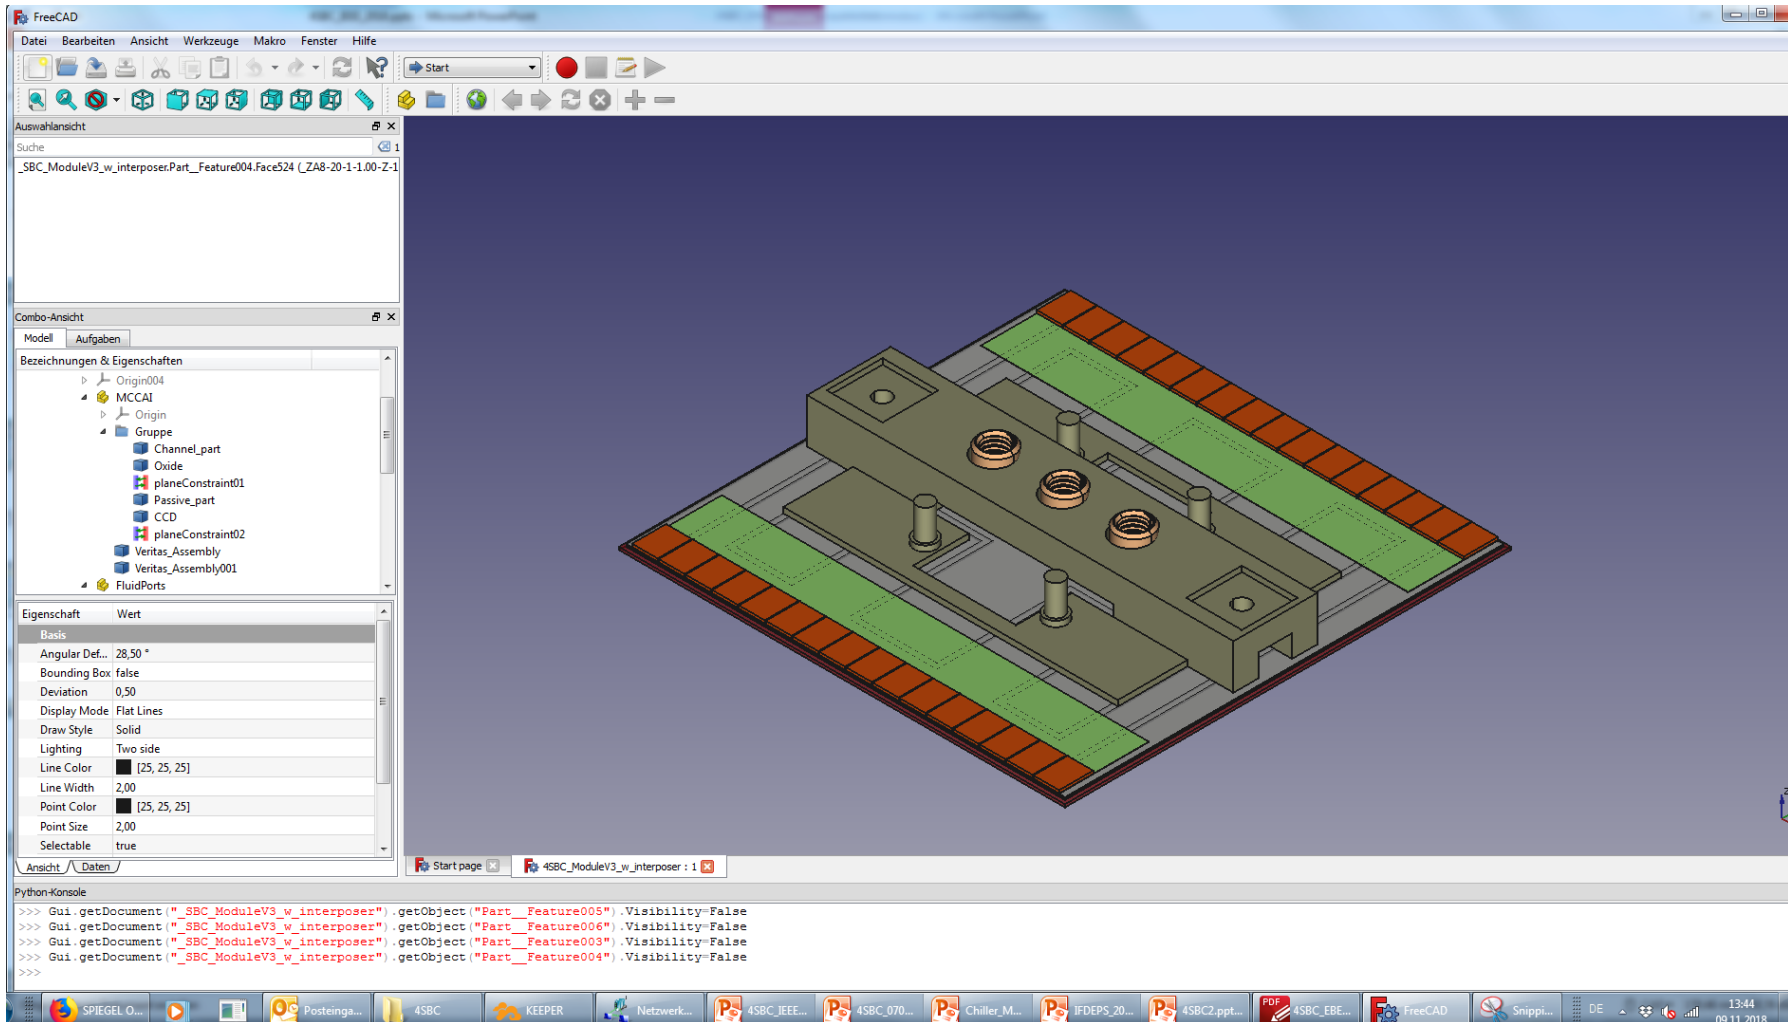 FreeCAD
Datei Bearbeiten Ansicht Werkzeuge Makro Fenster Hilfe
Start
Auswahlansicht
Suche
1
_SBC_ModuleV3_w_interposer.Part__Feature004.Face524 (_ZA8-20-1-1.00-Z-1
Combo-Ansicht
Modell Aufgaben
Bezeichnungen & Eigenschaften
Origin004
MCCAI
Origin
Gruppe
Channel_part
Oxide
planeConstraint01
Passive_part
CCD
planeConstraint02
Veritas_Assembly
Veritas_Assembly001
FluidPorts
Eigenschaft Wert
Basis
Angular Def... 28,50 °
Bounding Box false
Deviation 0,50
Display Mode Flat Lines
Draw Style Solid
Lighting Two side
Line Color [25, 25, 25]
Line Width 2,00
Point Color [25, 25, 25]
Point Size 2,00
Selectable true
Ansicht Daten
Start page 4SBC_ModuleV3_w_interposer : 1
Python-Konsole
>>> Gui.getDocument("_SBC_ModuleV3_w_interposer").getObject("Part__Feature005").Visibility=False
>>> Gui.getDocument("_SBC_ModuleV3_w_interposer").getObject("Part__Feature006").Visibility=False
>>> Gui.getDocument("_SBC_ModuleV3_w_interposer").getObject("Part__Feature003").Visibility=False
>>> Gui.getDocument("_SBC_ModuleV3_w_interposer").getObject("Part__Feature004").Visibility=False
>>>
SPIEGEL O... Posteinga... 4SBC KEEPER Netzwerk... 4SBC_IEEE... 4SBC_070... Chiller_M... IFDEPS_20... 4SBC2.ppt... 4SBC_EBE... FreeCAD Snippi... DE 13:44
09.11.2018